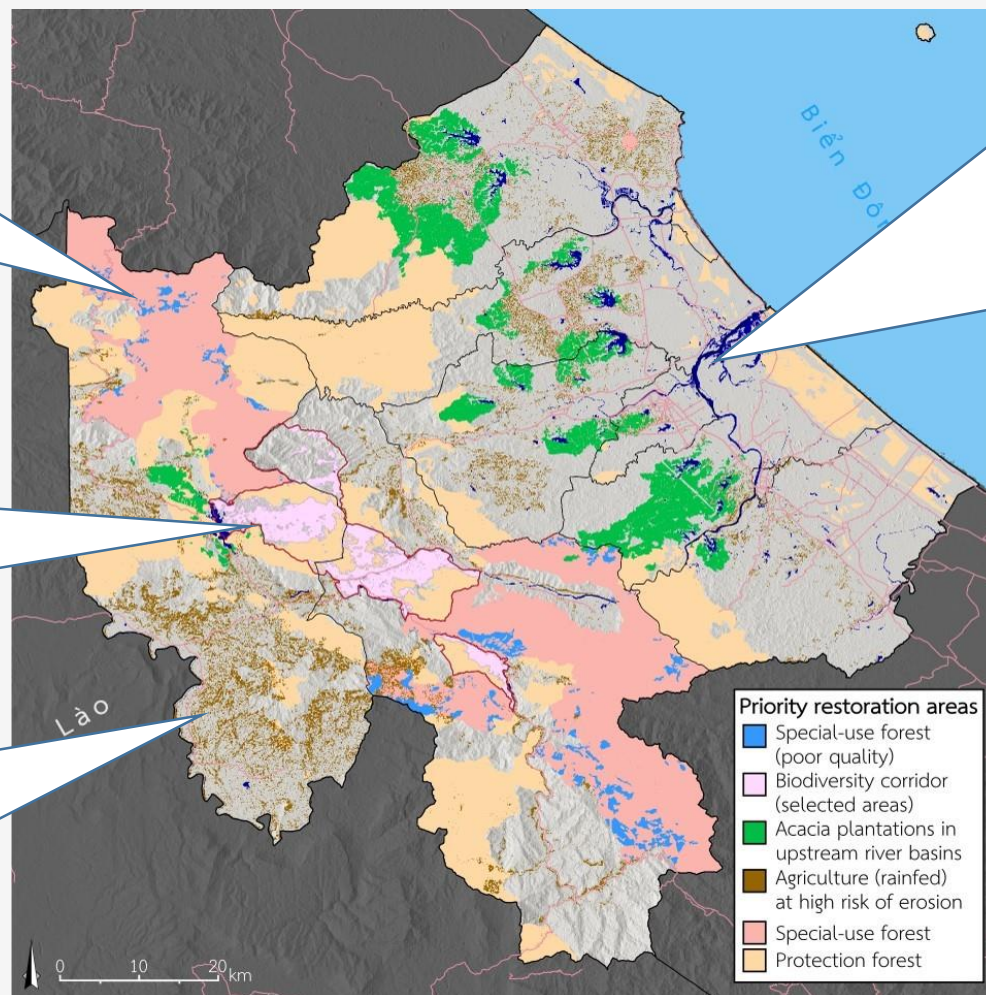 Biển Đôn
Lào
Priority restoration areas
Special-use forest
(poor quality)
Biodiversity corridor
(selected areas)
Acacia plantations in
upstream river basins
Agriculture (rainfed)
at high risk of erosion
Special-use forest
Protection forest
0 10 20 km